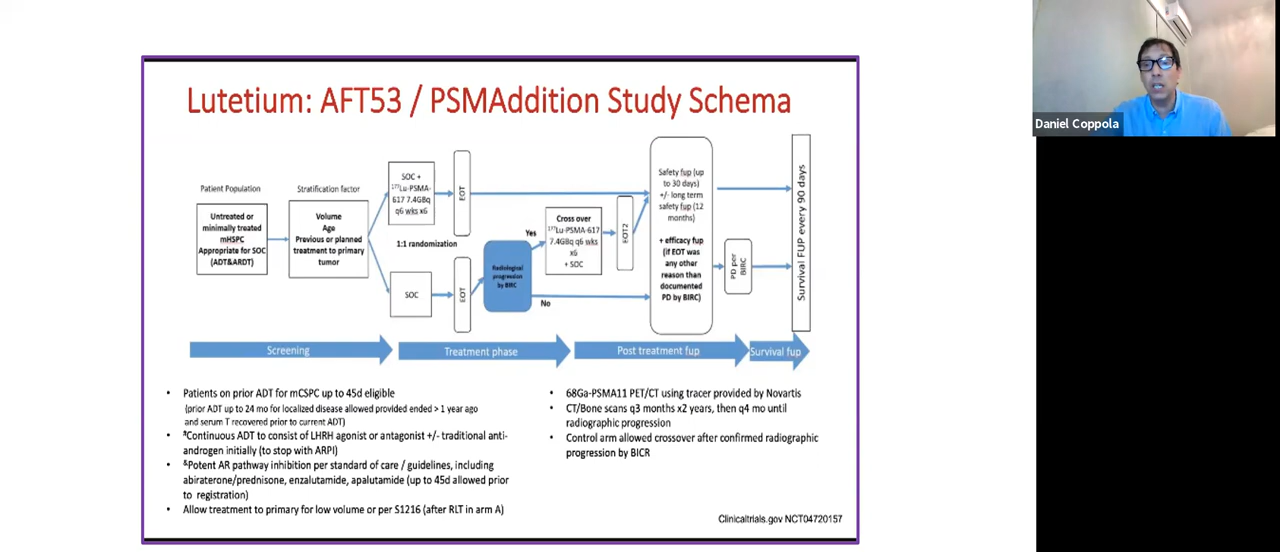 Lutetium: AFT53 / PSMAddition Study Schema
Patient Population
Untreated or
minimally treated
mHSPC
Appropriate for SOC
(ADT&ARDT)
Stratification factor
Volume
Age
Previous or planned
treatment to primary
tumor
SOC +
¹⁷⁷Lu-PSMA-
617 7.4GBq
q6 wks x6
EOT
1:1 randomization
SOC
EOT
Radiological
progression
by BIRC
Yes
No
Cross over
¹⁷⁷Lu-PSMA-617
7.4GBq q6 wks
x6
+ SOC
EOT2
Safety fup (up
to 30 days)
+/- long term
safety fup (12
months)
+ efficacy fup
(if EOT was
any other
reason than
documented
PD by BIRC)
PD per
BIRC
Survival FUP every 90 days
Screening
Treatment phase
Post treatment fup
Survival fup
• Patients on prior ADT for mCSPC up to 45d eligible
(prior ADT up to 24 mo for localized disease allowed provided ended > 1 year ago
and serum T recovered prior to current ADT)
• Continuous ADT to consist of LHRH agonist or antagonist +/- traditional anti-
androgen initially (to stop with ARPI)
• &Potent AR pathway inhibition per standard of care / guidelines, including
abiraterone/prednisone, enzalutamide, apalutamide (up to 45d allowed prior
to registration)
• Allow treatment to primary for low volume or per S1216 (after RLT in arm A)
• 68Ga-PSMA11 PET/CT using tracer provided by Novartis
• CT/Bone scans q3 months x2 years, then q4 mo until
radiographic progression
• Control arm allowed crossover after confirmed radiographic
progression by BICR
Clinicaltrials.gov NCT04720157
Daniel Coppola